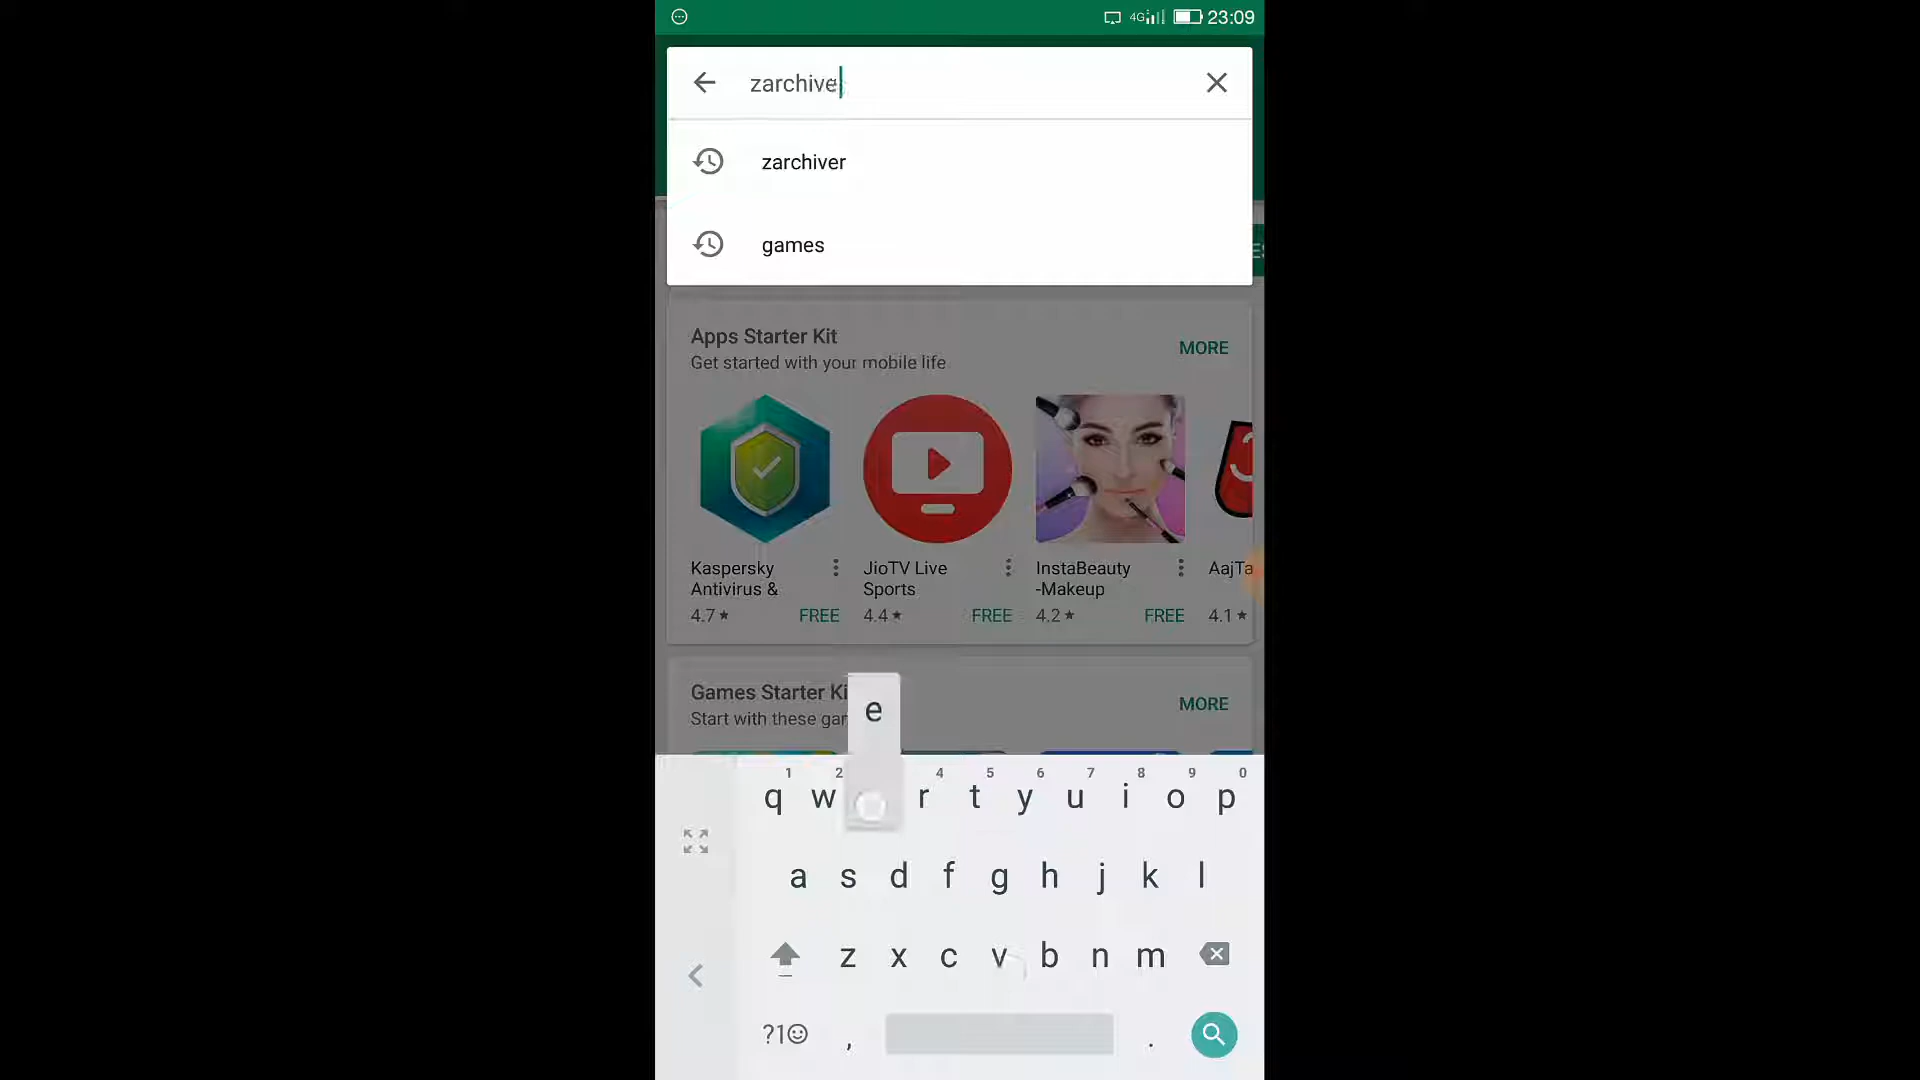 4G 23:09
zarchive
zarchiver
games
ES
Apps Starter Kit
Get started with your mobile life
MORE
Kaspersky
Antivirus &
4.7★ FREE
JioTV Live
Sports
4.4★ FREE
InstaBeauty
-Makeup
4.2★ FREE
AajTa
4.1★
Games Starter Ki
Start with these gar
MORE
e
1 2 4 5 6 7 8 9 0
q w r t y u i o p
a s d f g h j k l
z x c v b n m
?1☺ , .